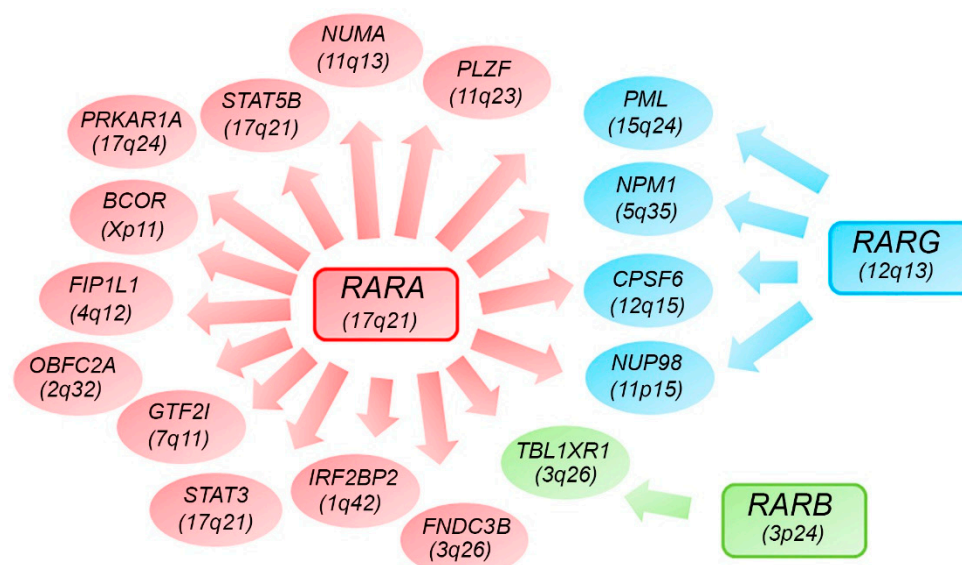 NUMA
(11q13)
PLZF
(11q23)
STAT5B
(17q21)
PRKAR1A
(17q24)
BCOR
(Xp11)
FIP1L1
(4q12)
OBFC2A
(2q32)
GTF2I
(7q11)
STAT3
(17q21)
IRF2BP2
(1q42)
FNDC3B
(3q26)
RARA
(17q21)
PML
(15q24)
NPM1
(5q35)
CPSF6
(12q15)
NUP98
(11p15)
TBL1XR1
(3q26)
RARG
(12q13)
RARB
(3p24)